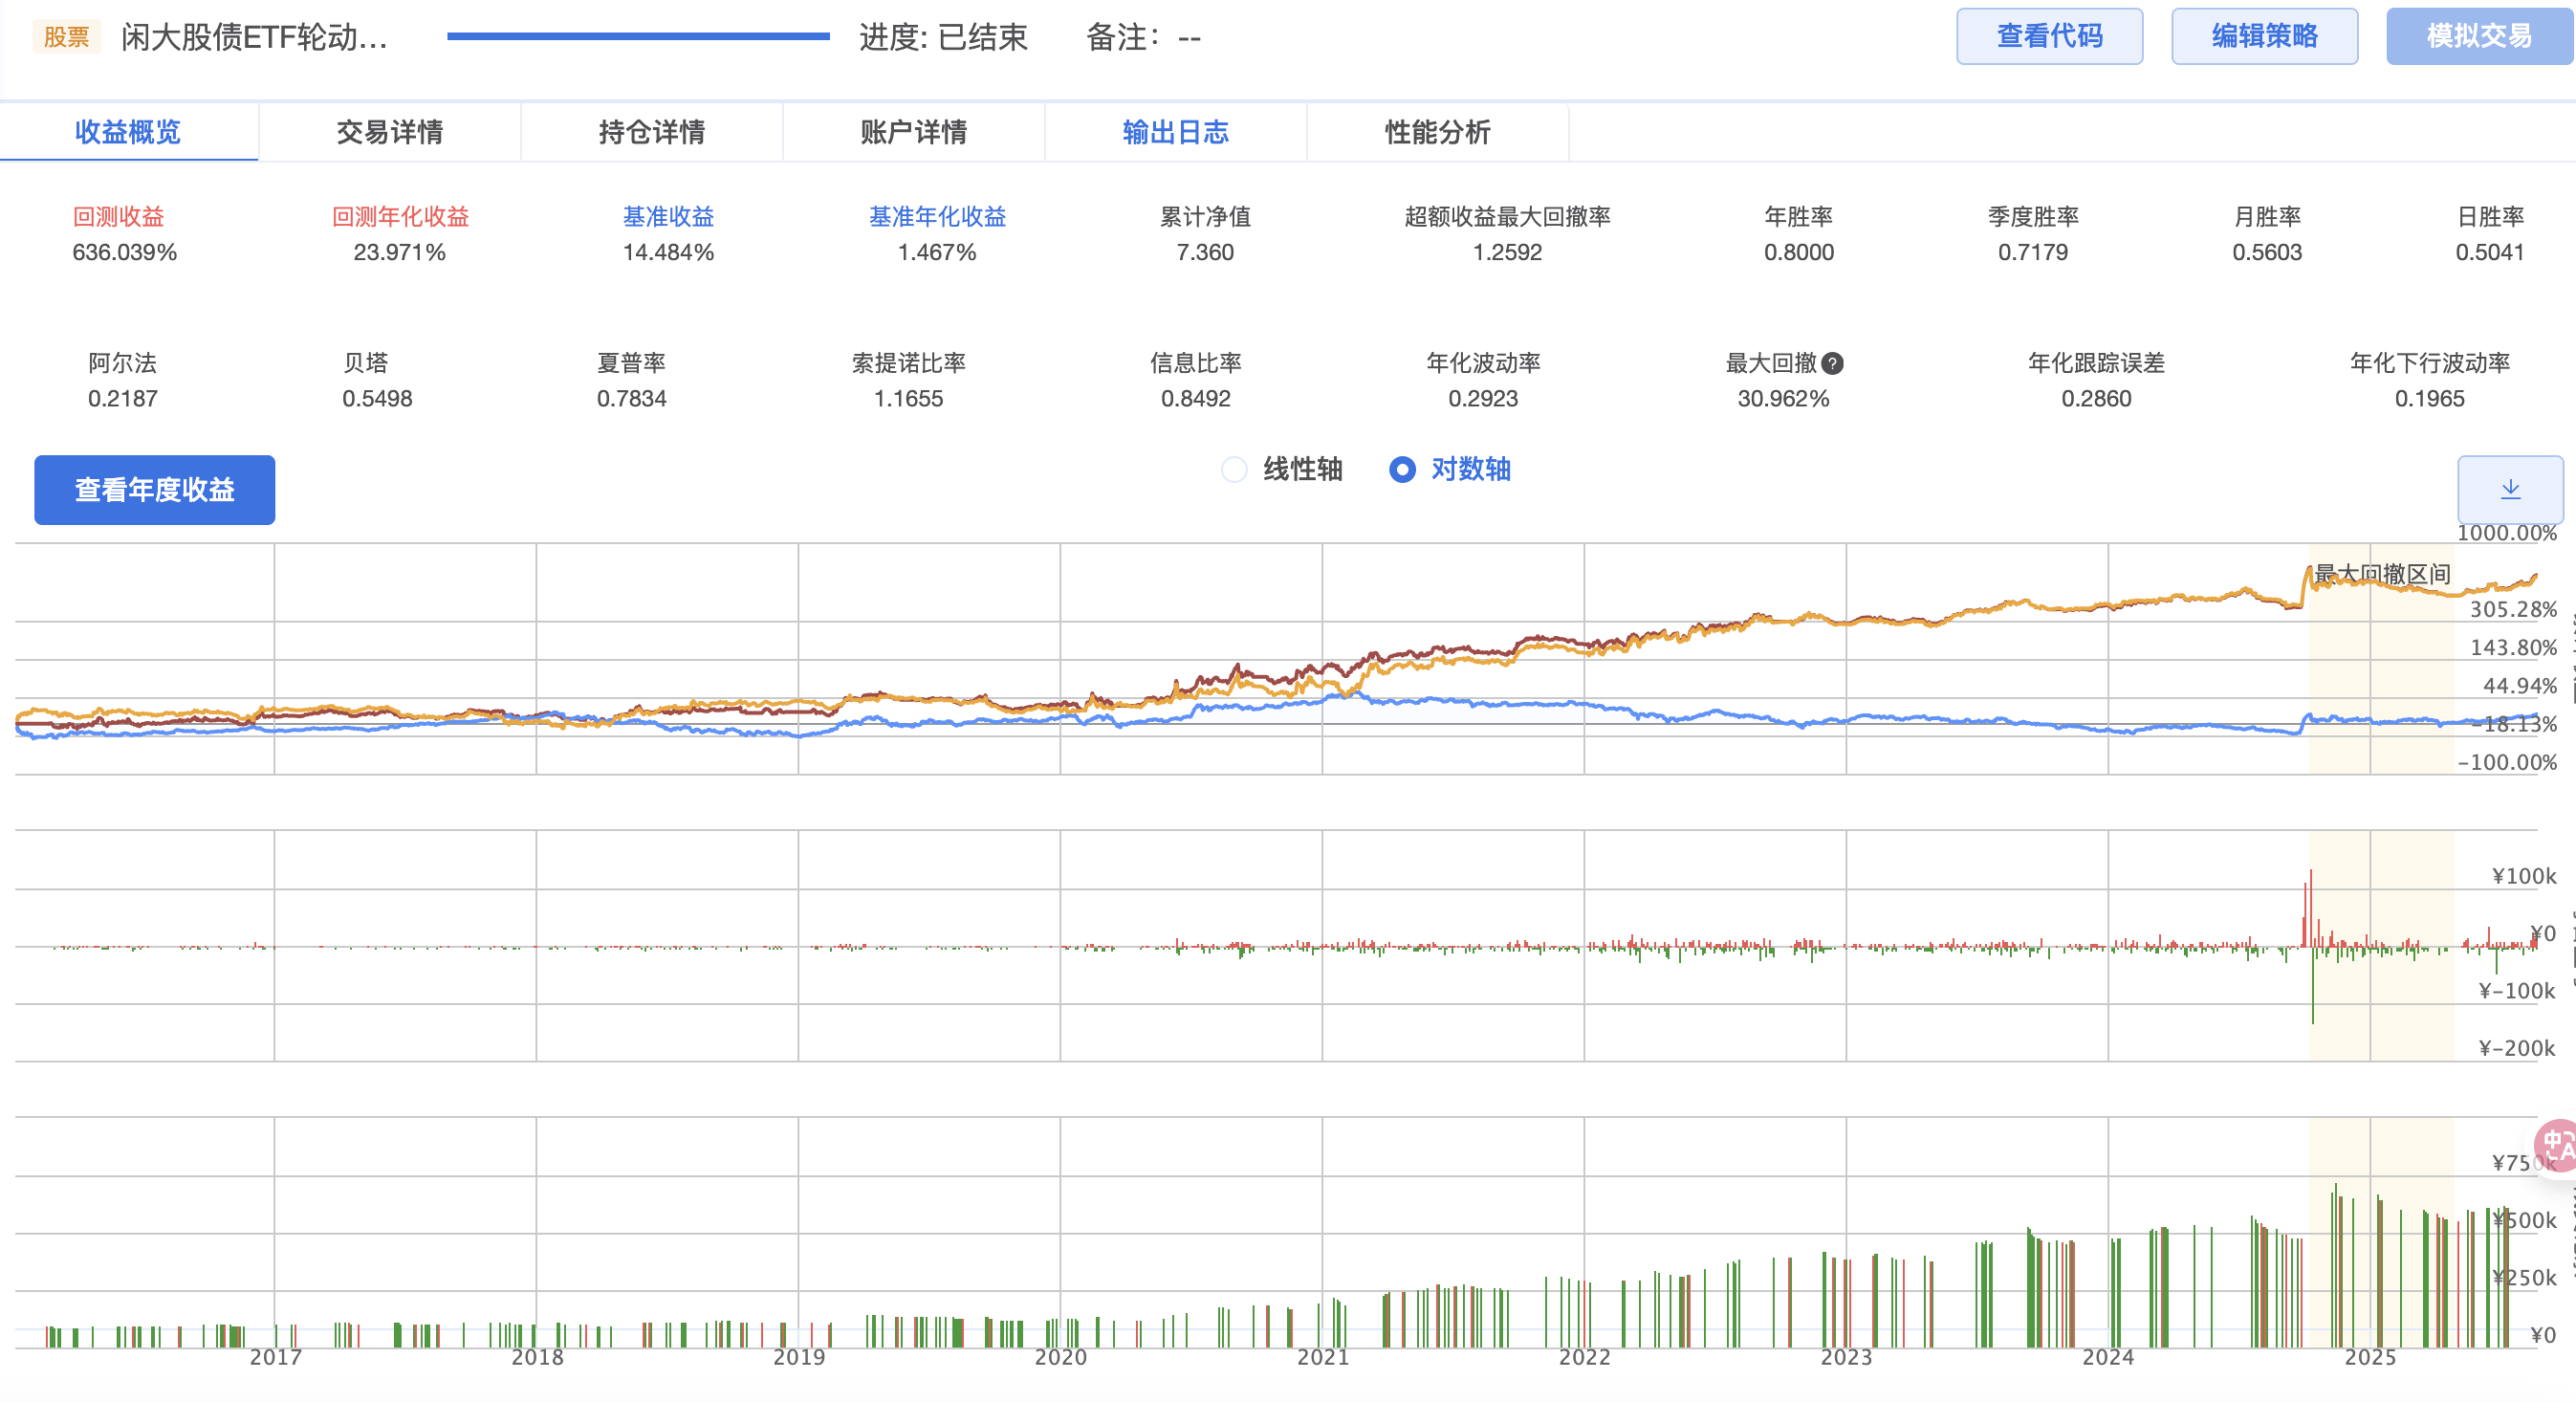 股票 闲大股债ETF轮动... 进度: 已结束 备注：-- 查看代码 编辑策略 模拟交易
收益概览 交易详情 持仓详情 账户详情 输出日志 性能分析
回测收益 回测年化收益 基准收益 基准年化收益 累计净值 超额收益最大回撤率 年胜率 季度胜率 月胜率 日胜率
636.039% 23.971% 14.484% 1.467% 7.360 1.2592 0.8000 0.7179 0.5603 0.5041
阿尔法 贝塔 夏普率 索提诺比率 信息比率 年化波动率 最大回撤? 年化跟踪误差 年化下行波动率
0.2187 0.5498 0.7834 1.1655 0.8492 0.2923 30.962% 0.2860 0.1965
查看年度收益 线性轴 对数轴
1000.00%
最大回撤区间
305.28%
143.80%
44.94%
-18.13%
-100.00%
¥100k
¥0
¥-100k
¥-200k
¥750k
¥500k
¥250k
¥0
2017 2018 2019 2020 2021 2022 2023 2024 2025